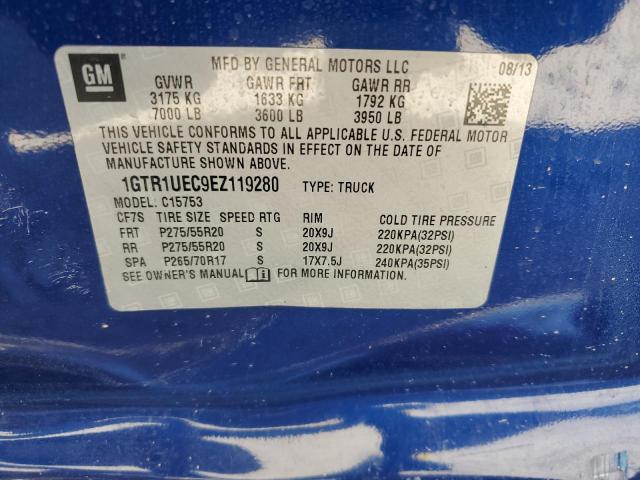 GM
MFD BY GENERAL MOTORS LLC 08/13
GVWR GAWR FRT GAWR RR
3175 KG 1633 KG 1792 KG
7000 LB 3600 LB 3950 LB
THIS VEHICLE CONFORMS TO ALL APPLICABLE U.S. FEDERAL MOTOR
VEHICLE SAFETY STANDARDS IN EFFECT ON THE DATE OF
MANUFACTURE SHOWN ABOVE.
1GTR1UEC9EZ119280 TYPE: TRUCK
MODEL: C15753
CF7S TIRE SIZE SPEED RTG RIM COLD TIRE PRESSURE
FRT P275/55R20 S 20X9J 220KPA(32PSI)
RR P275/55R20 S 20X9J 220KPA(32PSI)
SPA P265/70R17 S 17X7.5J 240KPA(35PSI)
SEE OWNER'S MANUAL FOR MORE INFORMATION.